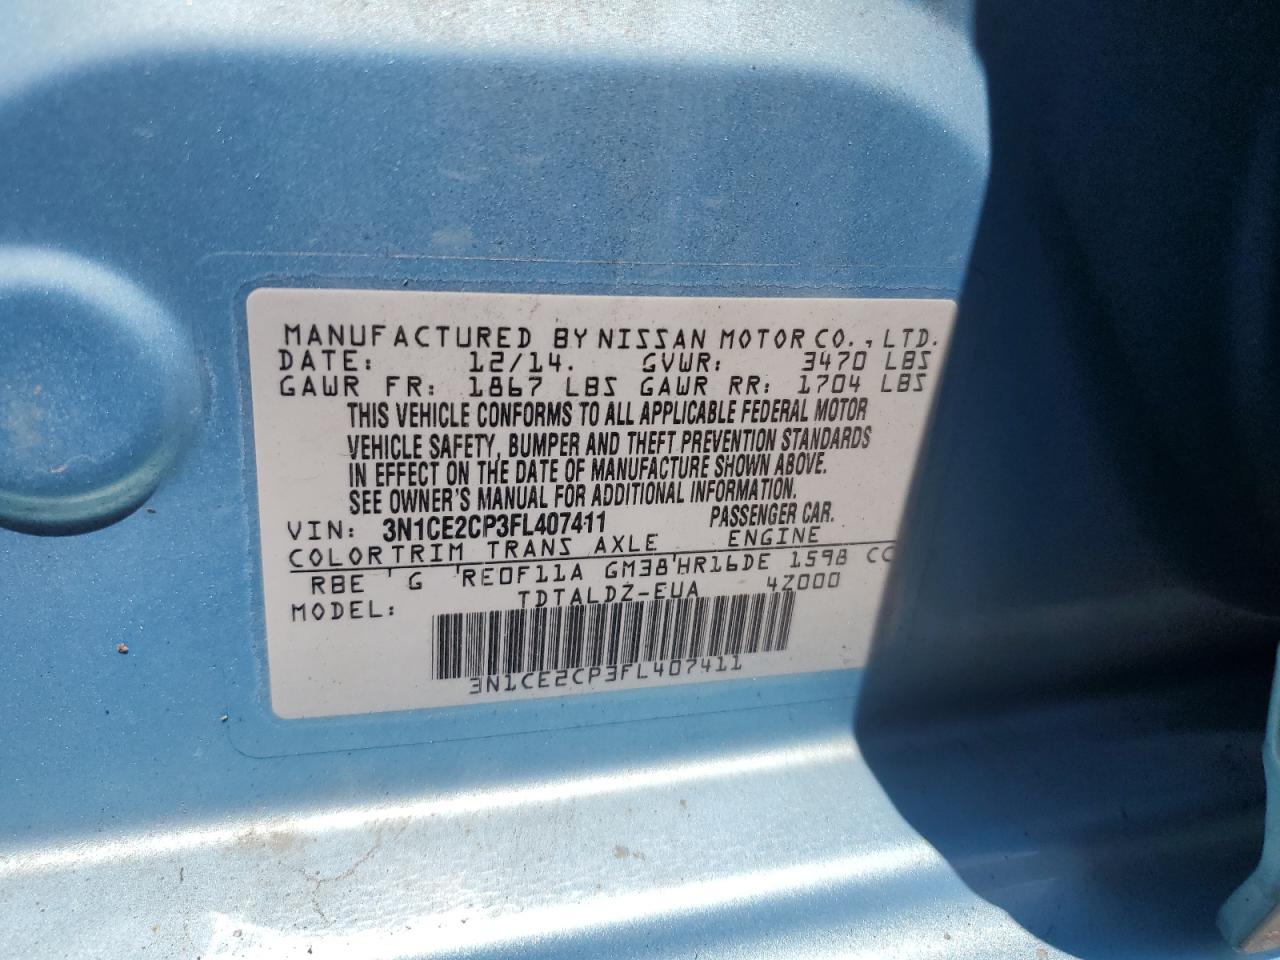 MANUFACTURED BY NISSAN MOTOR CO., LTD.
DATE: 12/14. GVWR: 3470 LBS
GAWR FR: 1867 LBS GAWR RR: 1704 LBS
THIS VEHICLE CONFORMS TO ALL APPLICABLE FEDERAL MOTOR
VEHICLE SAFETY, BUMPER AND THEFT PREVENTION STANDARDS
IN EFFECT ON THE DATE OF MANUFACTURE SHOWN ABOVE.
SEE OWNER'S MANUAL FOR ADDITIONAL INFORMATION.
VIN: 3N1CE2CP3FL407411 PASSENGER CAR.
COLOR TRIM TRANS AXLE ENGINE
RBE G RE0F11A GM38 HR16DE 1598 CC
MODEL: TDTALDZ-EUA 4Z000
3N1CE2CP3FL407411